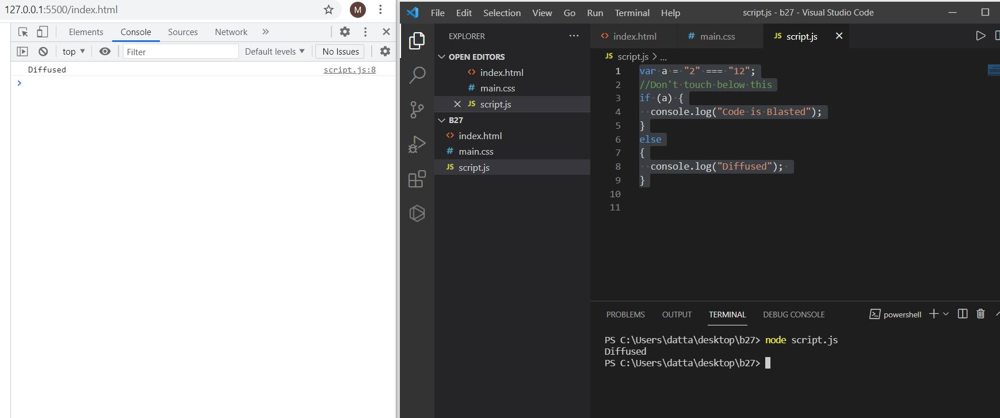 127.0.0.1:5500/index.html
M
Elements Console Sources Network »
top ▼ Filter Default levels ▼ No Issues
Diffused script.js:8
>
File Edit Selection View Go Run Terminal Help script.js - b27 - Visual Studio Code
EXPLORER ...
OPEN EDITORS
<> index.html
# main.css
JS script.js
B27
<> index.html
# main.css
JS script.js
<> index.html # main.css JS script.js
JS script.js > ...
1 var a = "2" === "12";
2 //Don't touch below this
3 if (a) {
4 console.log("Code is Blasted");
5 }
6 else
7 {
8 console.log("Diffused");
9 }
10
11
PROBLEMS OUTPUT TERMINAL DEBUG CONSOLE powershell
PS C:\Users\datta\desktop\b27> node script.js
Diffused
PS C:\Users\datta\desktop\b27>